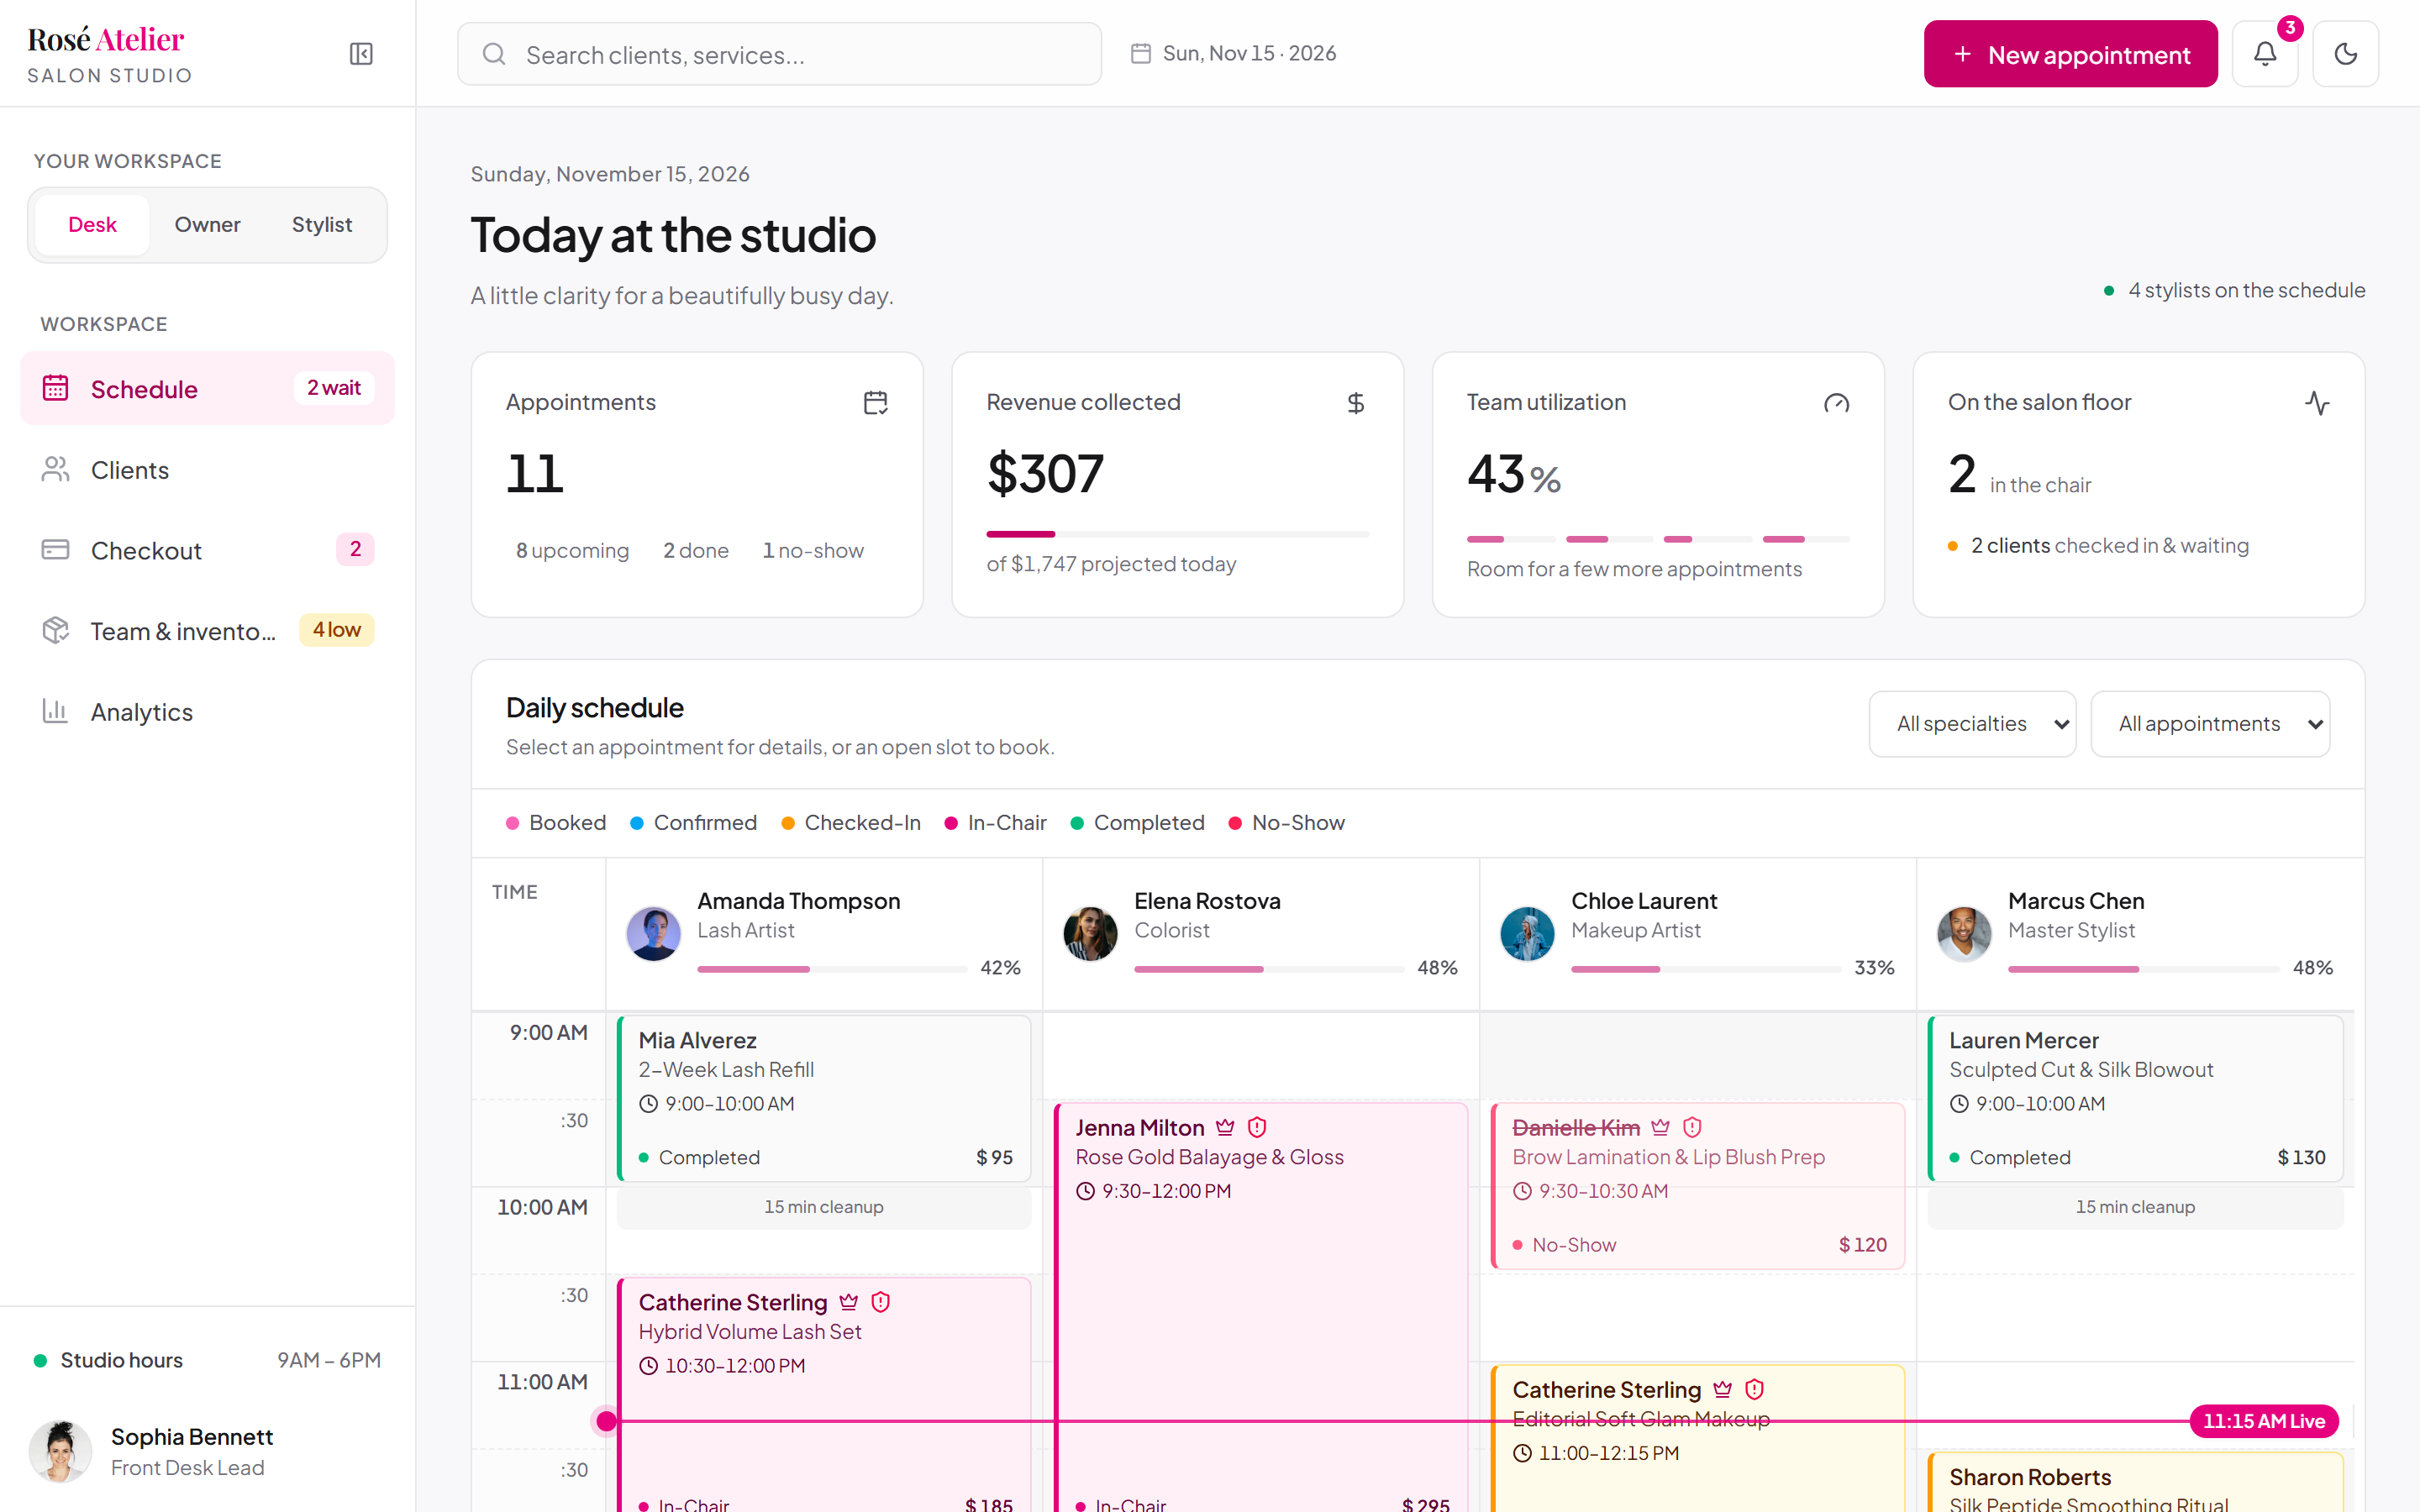 Rosé Atelier
SALON STUDIO
Search clients, services...
Sun, Nov 15 · 2026
+ New appointment
3
YOUR WORKSPACE
Desk
Owner
Stylist
WORKSPACE
Schedule
2 wait
Clients
Checkout
2
Team & invento...
4 low
Analytics
Studio hours
9AM – 6PM
Sophia Bennett
Front Desk Lead
Sunday, November 15, 2026
Today at the studio
A little clarity for a beautifully busy day.
4 stylists on the schedule
Appointments
11
8 upcoming
2 done
1 no-show
Revenue collected
$307
of $1,747 projected today
Team utilization
43%
Room for a few more appointments
On the salon floor
2 in the chair
2 clients checked in & waiting
Daily schedule
Select an appointment for details, or an open slot to book.
All specialties
All appointments
Booked
Confirmed
Checked-In
In-Chair
Completed
No-Show
TIME
Amanda Thompson
Lash Artist
42%
Elena Rostova
Colorist
48%
Chloe Laurent
Makeup Artist
33%
Marcus Chen
Master Stylist
48%
9:00 AM
:30
10:00 AM
:30
11:00 AM
:30
Mia Alverez
2-Week Lash Refill
9:00–10:00 AM
Completed
$ 95
15 min cleanup
Catherine Sterling
Hybrid Volume Lash Set
10:30–12:00 PM
In-Chair
$ 185
Jenna Milton
Rose Gold Balayage & Gloss
9:30–12:00 PM
In-Chair
$ 295
Danielle Kim
Brow Lamination & Lip Blush Prep
9:30–10:30 AM
No-Show
$ 120
Catherine Sterling
Editorial Soft Glam Makeup
11:00–12:15 PM
Lauren Mercer
Sculpted Cut & Silk Blowout
9:00–10:00 AM
Completed
$ 130
15 min cleanup
11:15 AM Live
Sharon Roberts
Silk Peptide Smoothing Ritual